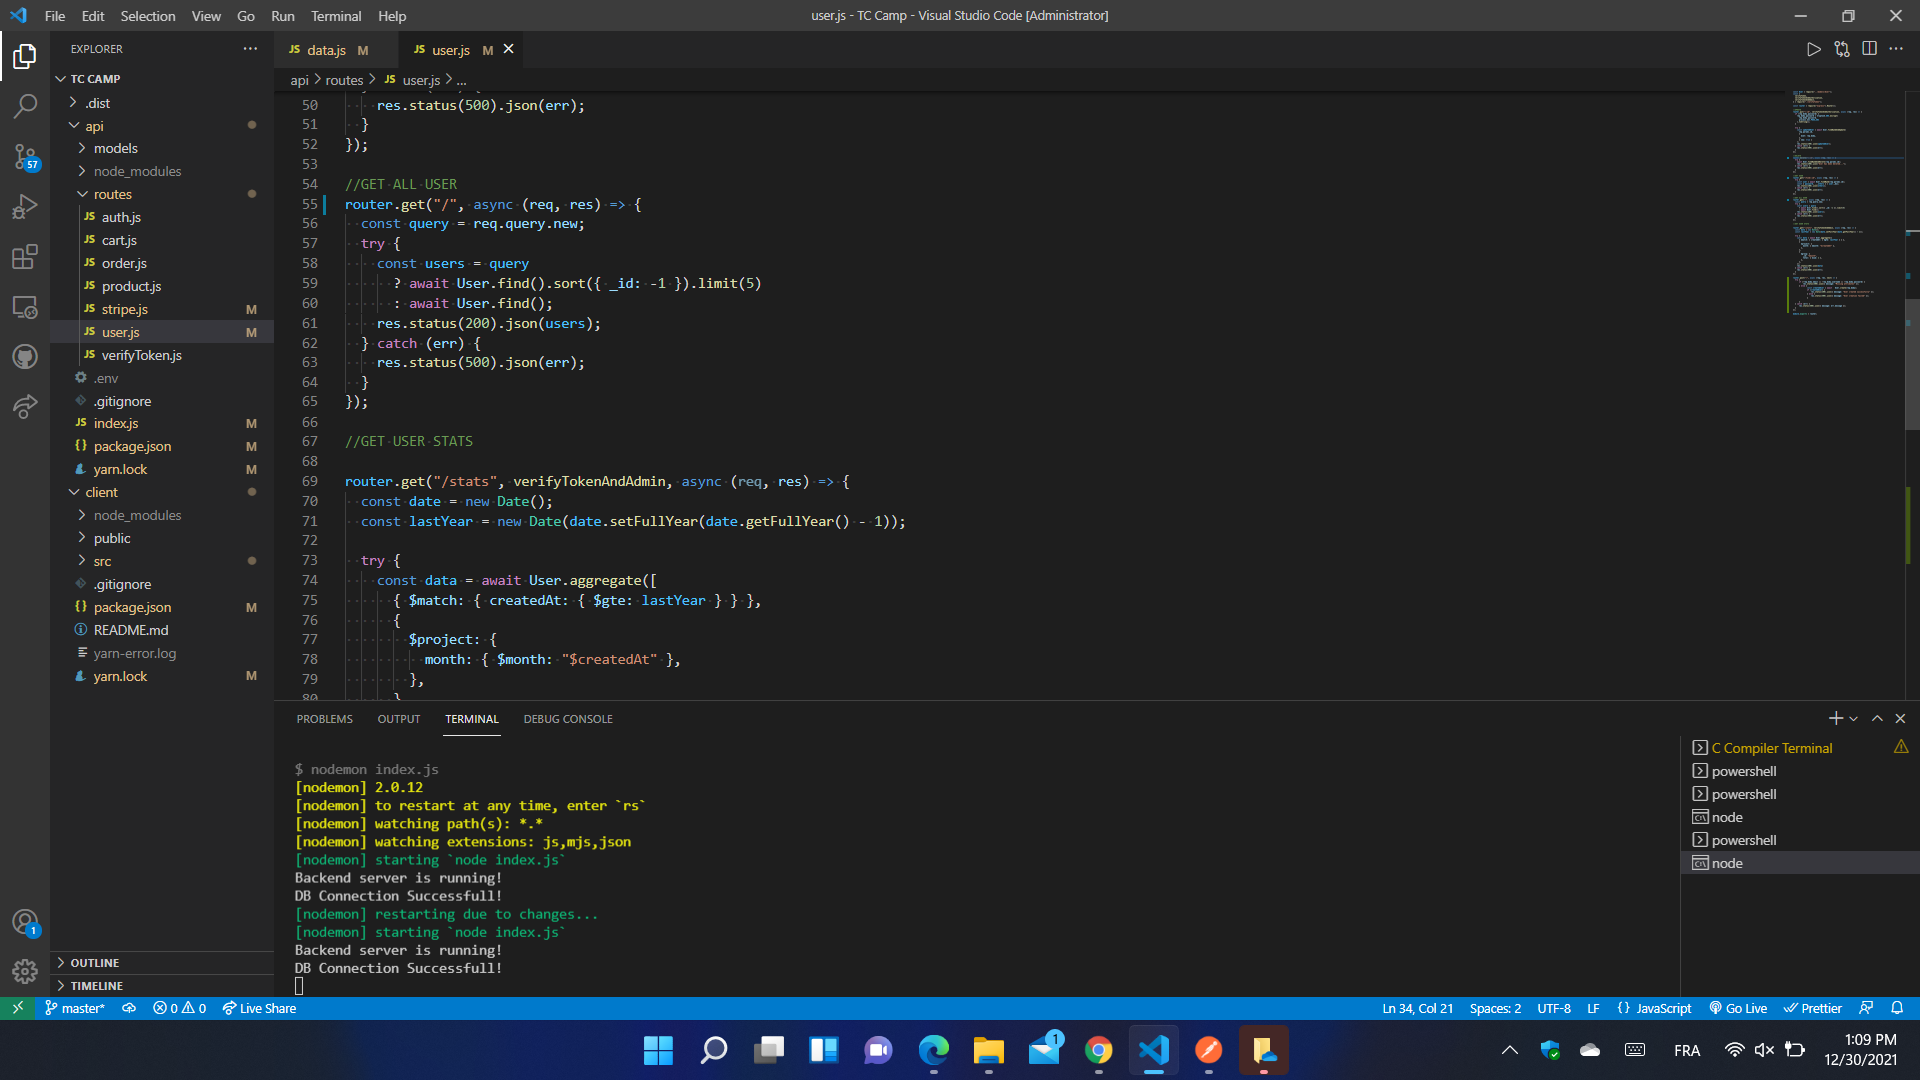 File Edit Selection View Go Run Terminal Help
user.js - TC Camp - Visual Studio Code [Administrator]
EXPLORER
TC CAMP
.dist
api
models
node_modules
routes
JS auth.js
JS cart.js
JS order.js
JS product.js
JS stripe.js M
JS user.js M
JS verifyToken.js
.env
.gitignore
JS index.js M
{} package.json M
yarn.lock M
client
node_modules
public
src
.gitignore
{} package.json M
README.md
yarn-error.log
yarn.lock M
OUTLINE
TIMELINE
57
1
JS data.js M
JS user.js M
api > routes > JS user.js > ...
50 res.status(500).json(err);
51 }
52 });
53
54 //GET ALL USER
55 router.get("/", async (req, res) => {
56 const query = req.query.new;
57 try {
58 const users = query
59 ? await User.find().sort({ _id: -1 }).limit(5)
60 : await User.find();
61 res.status(200).json(users);
62 } catch (err) {
63 res.status(500).json(err);
64 }
65 });
66
67 //GET USER STATS
68
69 router.get("/stats", verifyTokenAndAdmin, async (req, res) => {
70 const date = new Date();
71 const lastYear = new Date(date.setFullYear(date.getFullYear() - 1));
72
73 try {
74 const data = await User.aggregate([
75 { $match: { createdAt: { $gte: lastYear } } },
76 {
77 $project: {
78 month: { $month: "$createdAt" },
79 },
80 }
PROBLEMS OUTPUT TERMINAL DEBUG CONSOLE
$ nodemon index.js
[nodemon] 2.0.12
[nodemon] to restart at any time, enter `rs`
[nodemon] watching path(s): *.*
[nodemon] watching extensions: js,mjs,json
[nodemon] starting `node index.js`
Backend server is running!
DB Connection Successfull!
[nodemon] restarting due to changes...
[nodemon] starting `node index.js`
Backend server is running!
DB Connection Successfull!
C Compiler Terminal
powershell
powershell
node
powershell
node
master* 0 0 Live Share
Ln 34, Col 21 Spaces: 2 UTF-8 LF {} JavaScript Go Live Prettier
1
FRA
1:09 PM
12/30/2021